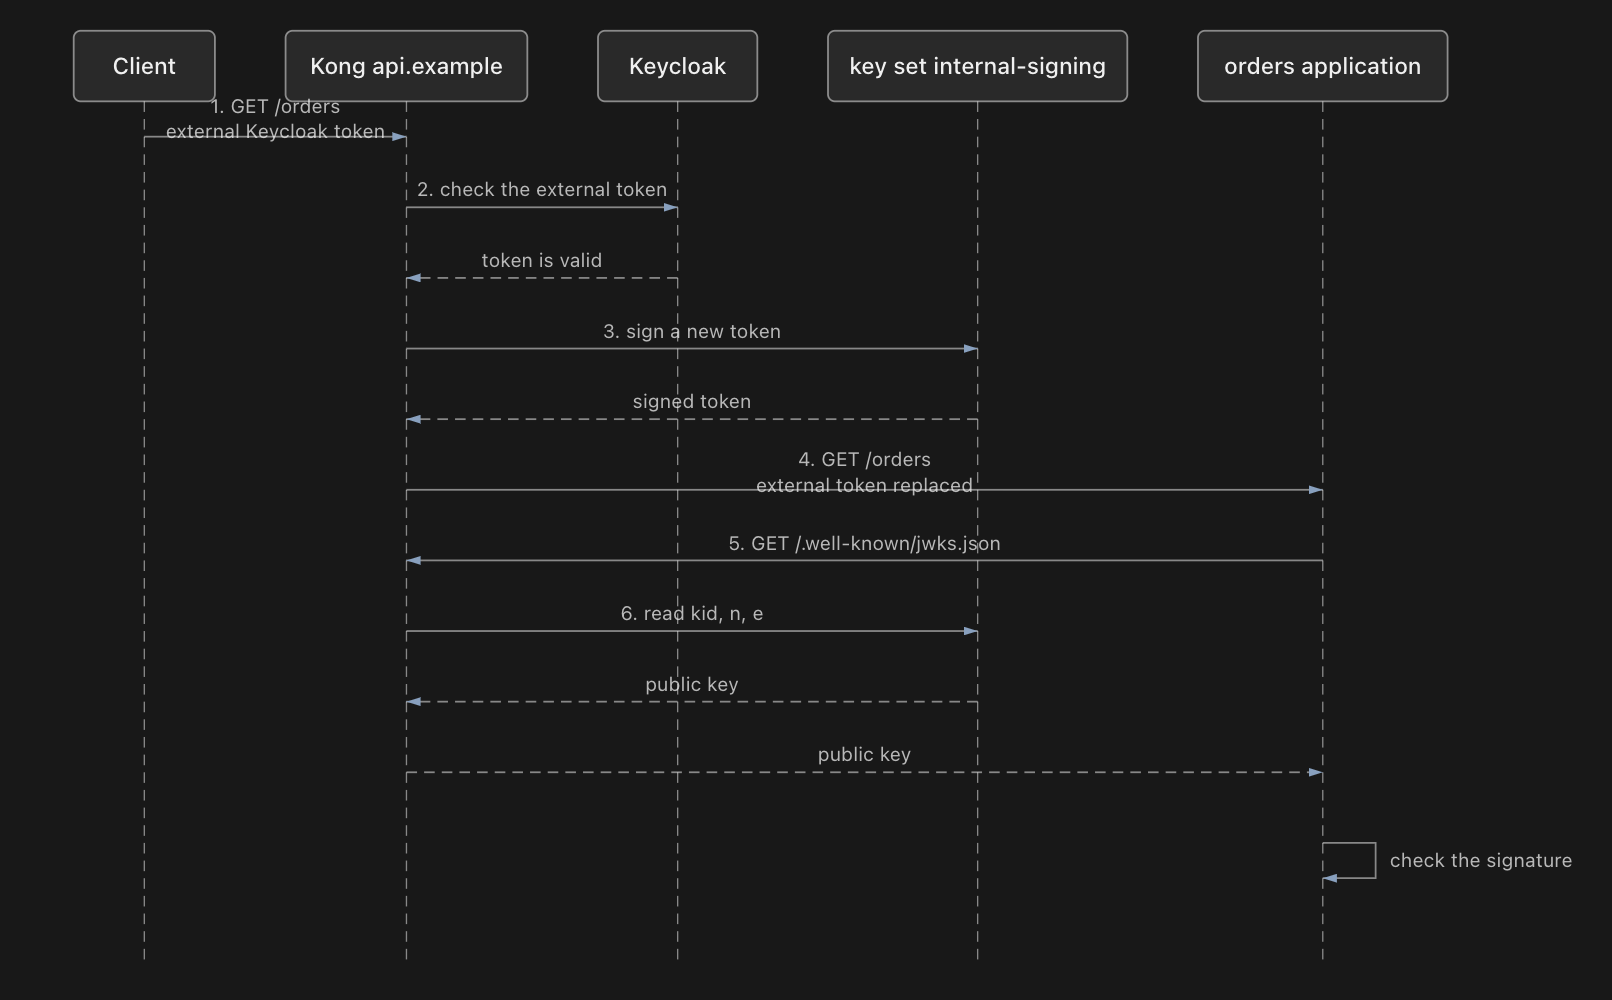 Client
Kong api.example
Keycloak
key set internal-signing
orders application
1. GET /orders
external Keycloak token
2. check the external token
token is valid
3. sign a new token
signed token
4. GET /orders
external token replaced
5. GET /.well-known/jwks.json
6. read kid, n, e
public key
public key
check the signature